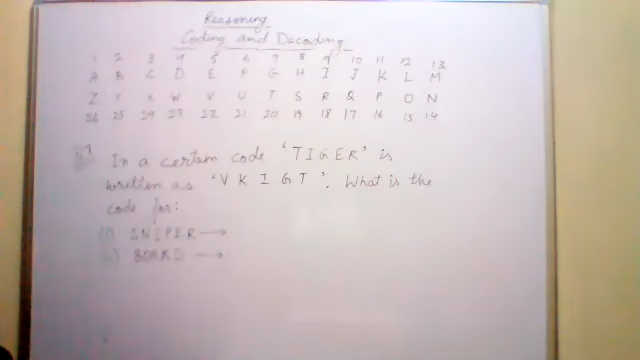 Reasoning
Coding and Decoding
1 2 3 4 5 6 7 8 9 10 11 12 13
A B C D E F G H I J K L M
Z Y X W V U T S R Q P O N
26 25 24 23 22 21 20 19 18 17 16 15 14
In a certain code 'TIGER' is
written as 'V K I G T'. What is the
code for:
(i) SNIPER →
(ii) BOARD →